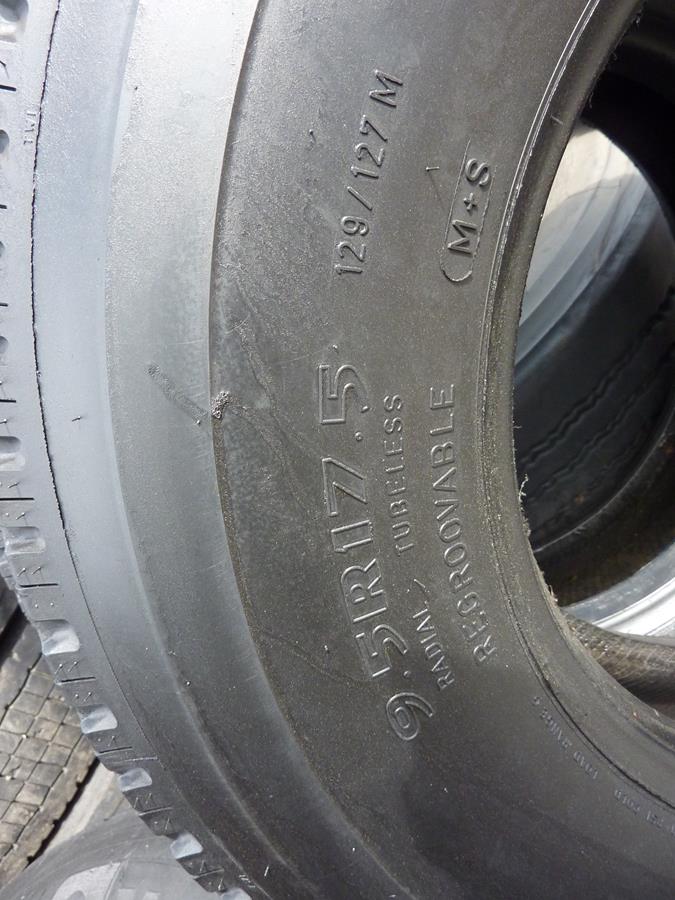 9.5R17.5 129/127 M
RADIAL TUBELESS
REGROOVABLE M+S